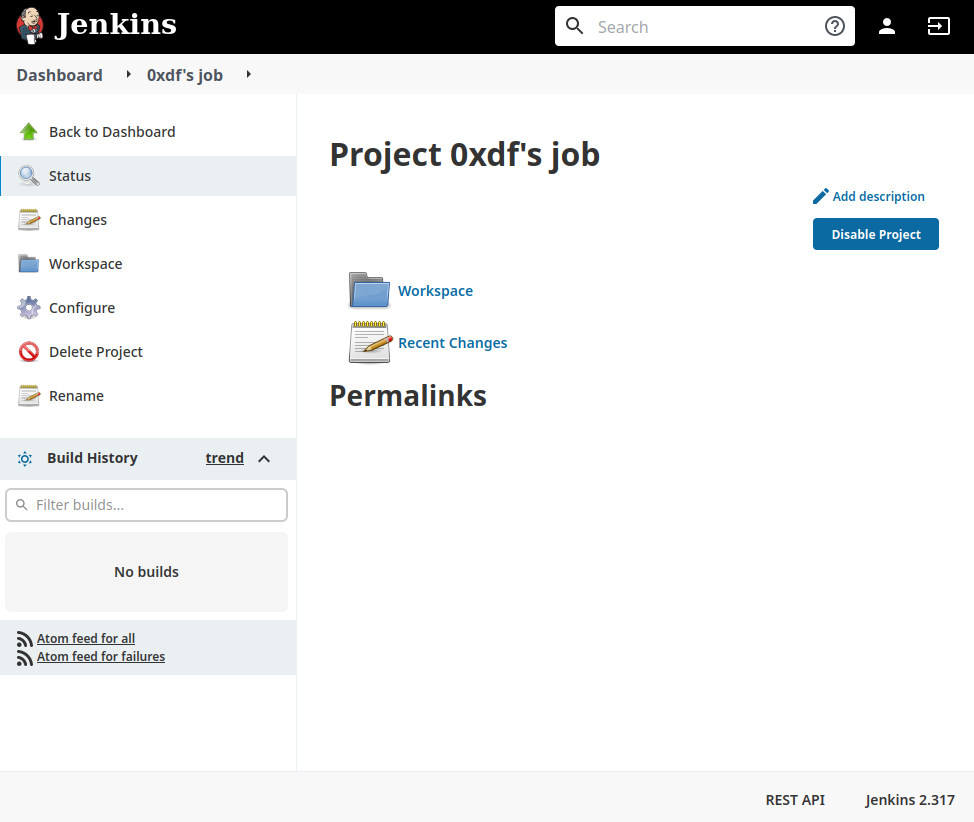 Jenkins
Search
Dashboard
0xdf's job
Back to Dashboard
Status
Changes
Workspace
Configure
Delete Project
Rename
Build History
trend
Filter builds...
No builds
Atom feed for all
Atom feed for failures
Project 0xdf's job
Add description
Disable Project
Workspace
Recent Changes
Permalinks
REST API
Jenkins 2.317